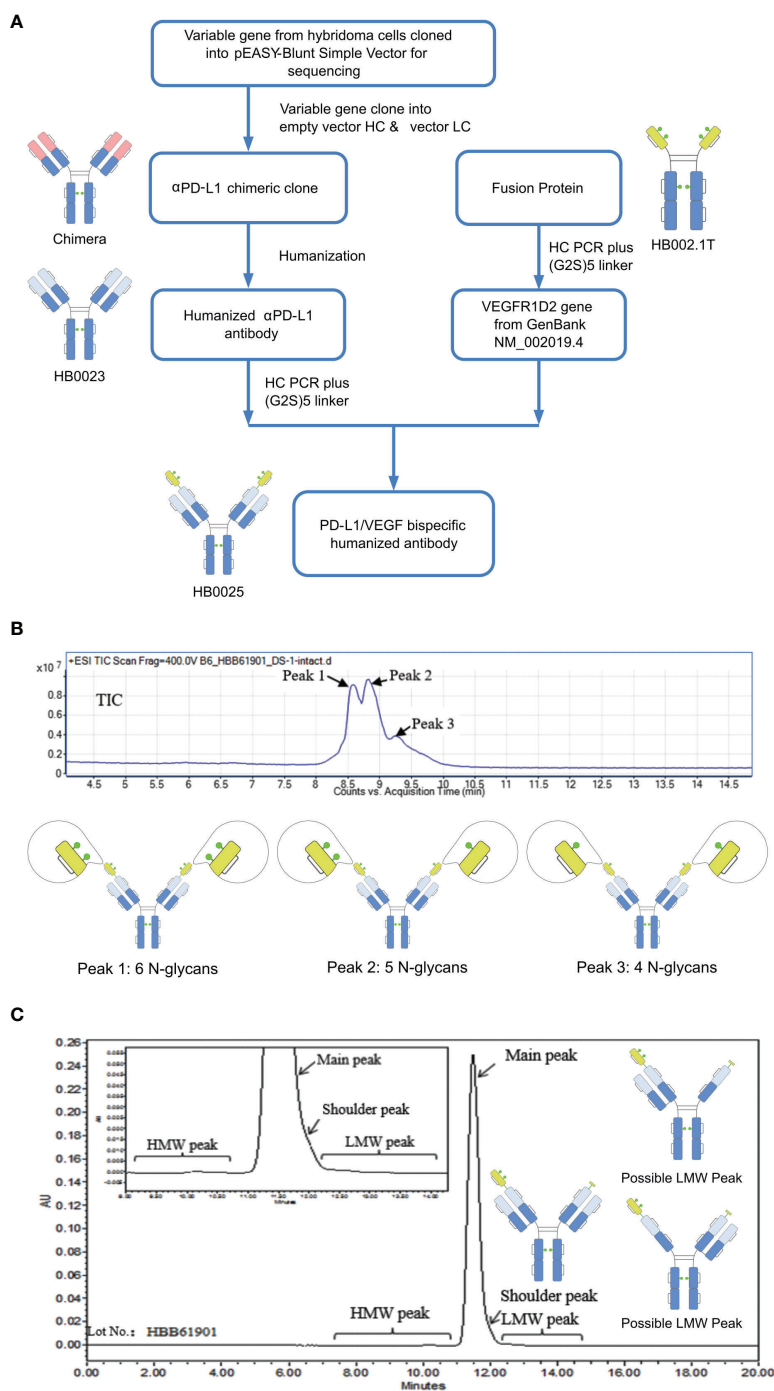 A
Variable gene from hybridoma cells cloned
into pEASY-Blunt Simple Vector for
sequencing
Variable gene clone into
empty vector HC & vector LC
αPD-L1 chimeric clone
Fusion Protein
Chimera
HB002.1T
Humanization
HC PCR plus
(G2S)5 linker
Humanized αPD-L1
antibody
VEGFR1D2 gene
from GenBank
NM_002019.4
HB0023
HC PCR plus
(G2S)5 linker
PD-L1/VEGF bispecific
humanized antibody
HB0025
B
+ESI TIC Scan Frag=400.0V B6_HBB61901_DS-1-intact.d
x10 7
Peak 1
Peak 2
0.8
TIC
0.6
Peak 3
0.4
0.2
0
4.5 5 5.5 6 6.5 7 7.5 8 8.5 9 9.5 10 10.5 11 11.5 12 12.5 13 13.5 14 14.5
Counts vs. Acquisition Time (min)
Peak 1: 6 N-glycans
Peak 2: 5 N-glycans
Peak 3: 4 N-glycans
C
0.26
0.24
0.22
0.20
0.18
0.16
0.14
0.12
0.10
0.08
0.06
0.04
0.02
0.00
AU
Main peak
Shoulder peak
HMW peak
LMW peak
Minutes
Main peak
Possible LMW Peak
Possible LMW Peak
Shoulder peak
HMW peak
LMW peak
Lot No.: HBB61901
0.00 2.00 4.00 6.00 8.00 10.00 12.00 14.00 16.00 18.00 20.00
Minutes